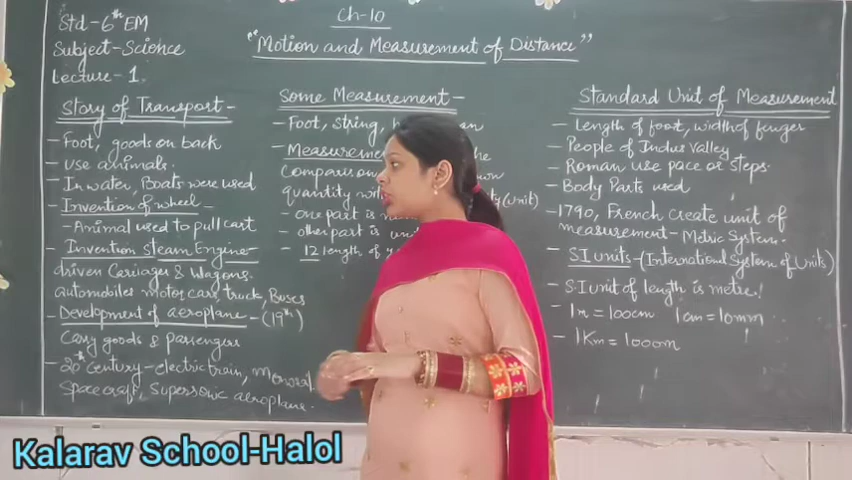 Std-6th EM
Subject-Science
Lecture-1.
Ch-10
"Motion and Measurement of Distance"
Story of Transport-
- Foot, goods on back
- Use animals.
- In water, Boats were used
- Invention of wheel-
- Animal used to pull cart
- Invention steam Engine-
driven Carriages & Wagons.
automobiles motor cars, truck, Buses
- Development of aeroplane-(19th)
Carry goods & passengers
- 20th Century-electric train,
Spacecraft, Supersonic aeroplane.
Some Measurement-
- Foot, string,
- Measurement
Comparison
quantity (unit)
- one part is
- other part is
- 12 length of
Standard Unit of Measurement
- Length of foot, width of finger
- People of Indus valley
- Roman use pace or steps.
- Body Parts used
- 1790, French create unit of
measurement- Metric System.
- SI units-(International System of Units)
- S.I unit of length is metre.
- 1m = 100cm 1cm = 10mm
- 1Km = 1000m
Kalarav School-Halol